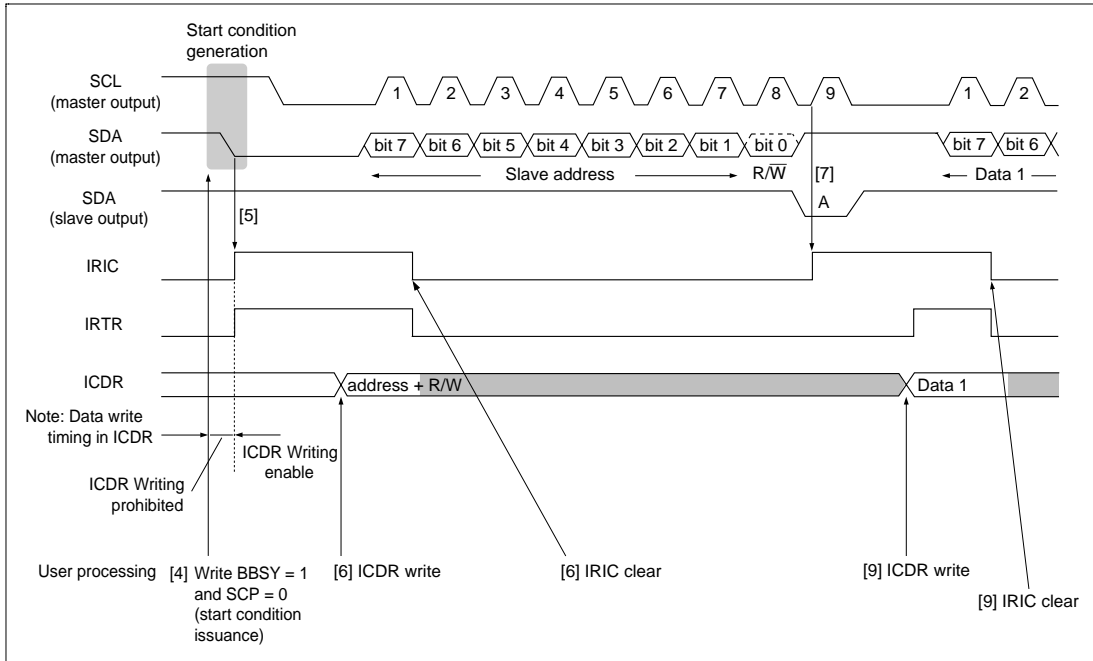 Start condition
generation
SCL
(master output)
1 2 3 4 5 6 7 8 9 1 2
SDA
(master output)
bit 7 bit 6 bit 5 bit 4 bit 3 bit 2 bit 1 bit 0 bit 7 bit 6
Slave address R/W̅ [7] Data 1
SDA
(slave output)
[5]
A
IRIC
IRTR
ICDR
address + R/W
Data 1
Note: Data write
timing in ICDR
ICDR Writing
enable
ICDR Writing
prohibited
User processing
[4] Write BBSY = 1
and SCP = 0
(start condition
issuance)
[6] ICDR write
[6] IRIC clear
[9] ICDR write
[9] IRIC clear